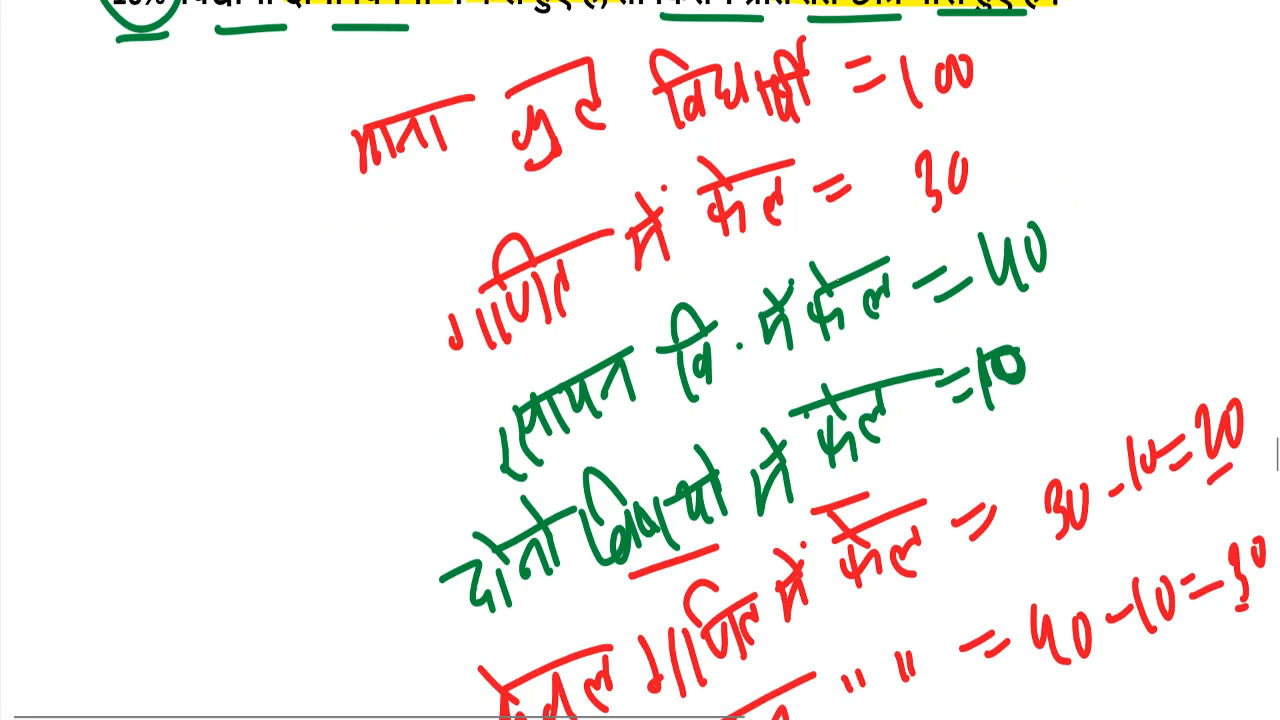 माना कुल विद्यार्थी = 100
गणित में फेल = 30
रसायन वि. में फेल = 40
दोनो विषयो में फेल = 10
केवल गणित में फेल = 30 - 10 = 20
" " = 40 - 10 = 30